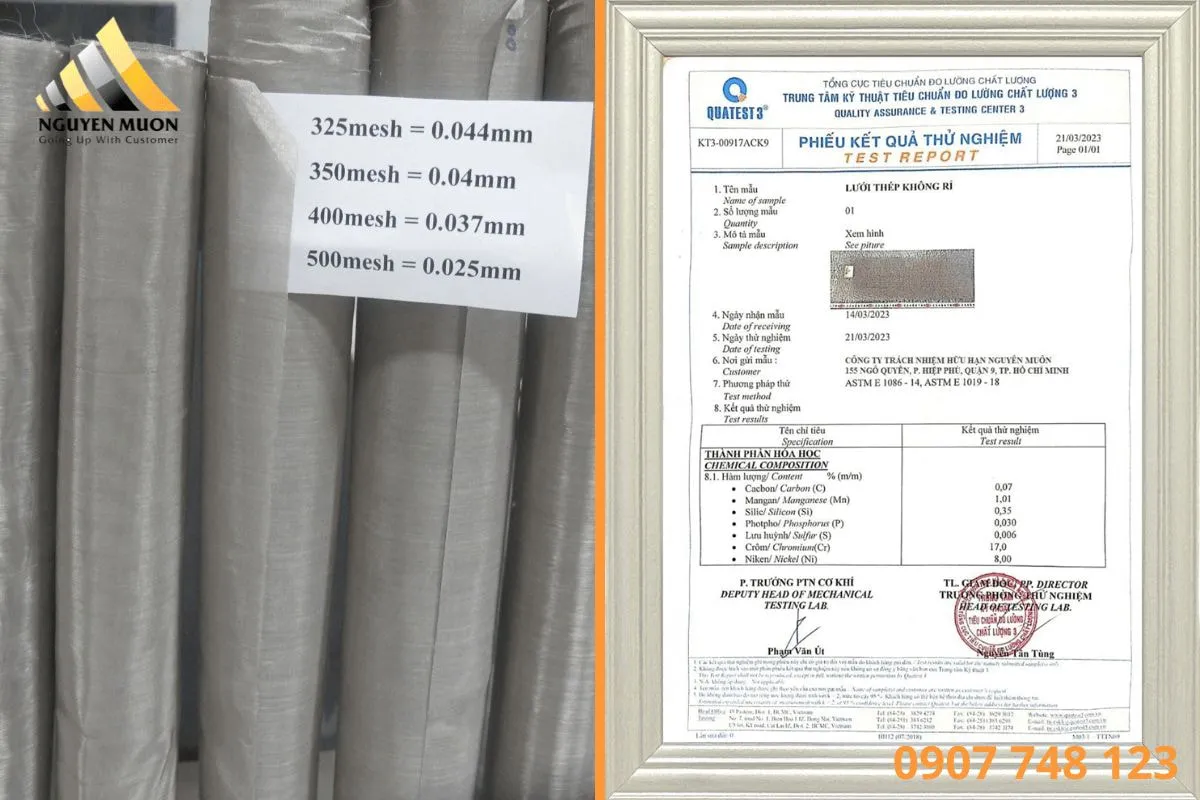 NGUYEN MUON
Going Up With Customer
325mesh = 0.044mm
350mesh = 0.04mm
400mesh = 0.037mm
500mesh = 0.025mm
QUATEST 3®
TỔNG CỤC TIÊU CHUẨN ĐO LƯỜNG CHẤT LƯỢNG
TRUNG TÂM KỸ THUẬT TIÊU CHUẨN ĐO LƯỜNG CHẤT LƯỢNG 3
QUALITY ASSURANCE & TESTING CENTER 3
KT3-00917ACK9
PHIẾU KẾT QUẢ THỬ NGHIỆM
TEST REPORT
21/03/2023
Page 01/01
1. Tên mẫu LƯỚI THÉP KHÔNG RỈ
Name of sample
2. Số lượng mẫu 01
Quantity
3. Mô tả mẫu Xem hình
Sample description See piture
4. Ngày nhận mẫu 14/03/2023
Date of receiving
5. Ngày thử nghiệm 21/03/2023
Date of testing
6. Nơi gửi mẫu : CÔNG TY TRÁCH NHIỆM HỮU HẠN NGUYÊN MUÔN
Customer 155 NGÔ QUYỀN, P. HIỆP PHÚ, QUẬN 9, TP. HỒ CHÍ MINH
7. Phương pháp thử ASTM E 1086 - 14, ASTM E 1019 - 18
Test method
8. Kết quả thử nghiệm
Test results
Tên chỉ tiêu Kết quả thử nghiệm
Specification Test result
THÀNH PHẦN HÓA HỌC
CHEMICAL COMPOSITION
8.1. Hàm lượng/ Content % (m/m)
• Cacbon/ Carbon (C) 0,07
• Mangan/ Manganese (Mn) 1,01
• Silic/ Silicon (Si) 0,35
• Photpho/ Phosphorus (P) 0,030
• Lưu huỳnh/ Sulfur (S) 0,006
• Crôm/ Chromium(Cr) 17,0
• Niken/ Nickel (Ni) 8,00
P. TRƯỞNG PTN CƠ KHÍ
DEPUTY HEAD OF MECHANICAL
TESTING LAB.
Phạm Văn Út
TL. GIÁM ĐỐC/ PP. DIRECTOR
TRƯỞNG PHÒNG THỬ NGHIỆM
HEAD OF TESTING LAB.
TIÊU CHUẨN ĐO LƯỜNG
CHẤT LƯỢNG 3
Nguyễn Tấn Tùng
0907 748 123